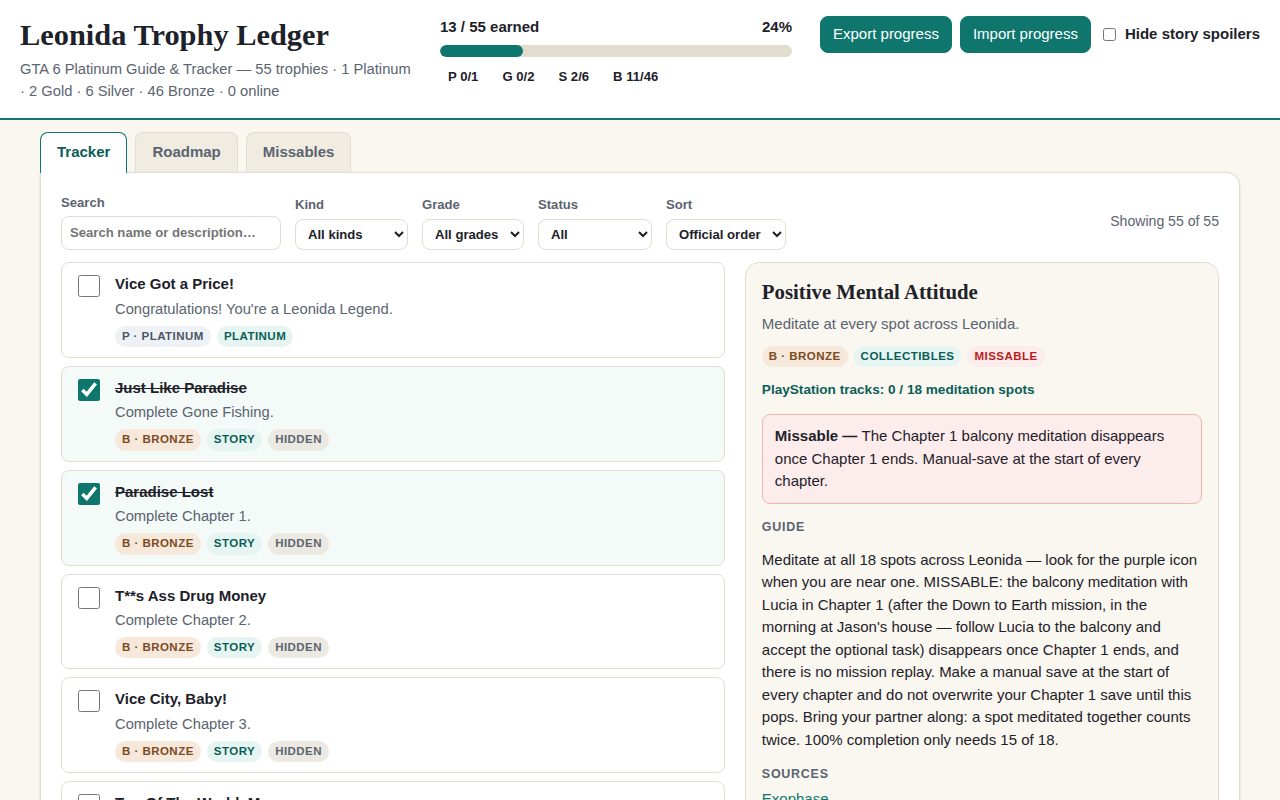 Leonida Trophy Ledger
GTA 6 Platinum Guide & Tracker — 55 trophies · 1 Platinum
· 2 Gold · 6 Silver · 46 Bronze · 0 online
13 / 55 earned 24%
P 0/1 G 0/2 S 2/6 B 11/46
Export progress Import progress Hide story spoilers
Tracker Roadmap Missables
Search Kind Grade Status Sort
Search name or description… All kinds All grades All Official order
Showing 55 of 55
Vice Got a Price!
Congratulations! You're a Leonida Legend.
P · PLATINUM PLATINUM
Just Like Paradise
Complete Gone Fishing.
B · BRONZE STORY HIDDEN
Paradise Lost
Complete Chapter 1.
B · BRONZE STORY HIDDEN
T**s Ass Drug Money
Complete Chapter 2.
B · BRONZE STORY HIDDEN
Vice City, Baby!
Complete Chapter 3.
B · BRONZE STORY HIDDEN
Positive Mental Attitude
Meditate at every spot across Leonida.
B · BRONZE COLLECTIBLES MISSABLE
PlayStation tracks: 0 / 18 meditation spots
Missable — The Chapter 1 balcony meditation disappears
once Chapter 1 ends. Manual-save at the start of every
chapter.
GUIDE
Meditate at all 18 spots across Leonida — look for the purple icon
when you are near one. MISSABLE: the balcony meditation with
Lucia in Chapter 1 (after the Down to Earth mission, in the
morning at Jason's house — follow Lucia to the balcony and
accept the optional task) disappears once Chapter 1 ends, and
there is no mission replay. Make a manual save at the start of
every chapter and do not overwrite your Chapter 1 save until this
pops. Bring your partner along: a spot meditated together counts
twice. 100% completion only needs 15 of 18.
SOURCES
Exophase